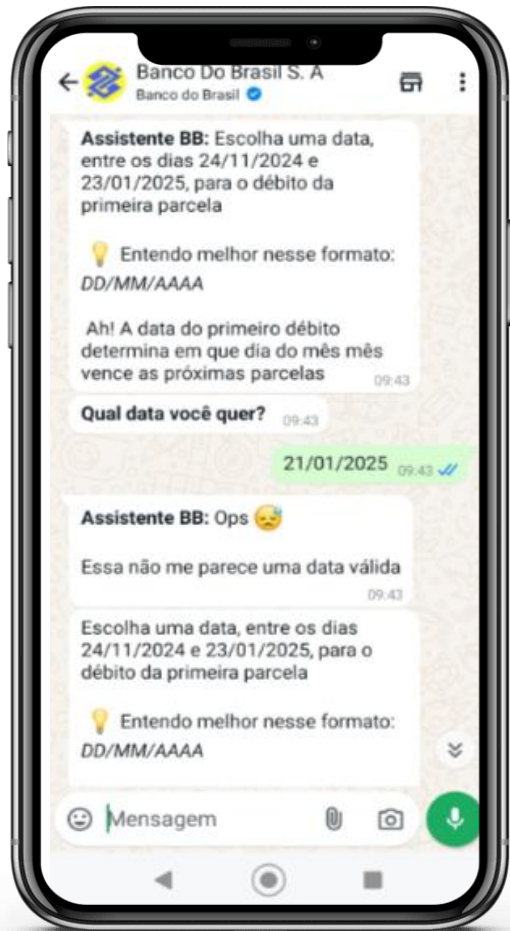 Banco Do Brasil S. A
Banco do Brasil
Assistente BB: Escolha uma data,
entre os dias 24/11/2024 e
23/01/2025, para o débito da
primeira parcela
💡 Entendo melhor nesse formato:
DD/MM/AAAA
Ah! A data do primeiro débito
determina em que dia do mês mês
vence as próximas parcelas 09:43
Qual data você quer? 09:43
21/01/2025 09:43
Assistente BB: Ops 😓
Essa não me parece uma data válida
09:43
Escolha uma data, entre os dias
24/11/2024 e 23/01/2025, para o
débito da primeira parcela
💡 Entendo melhor nesse formato:
DD/MM/AAAA
Mensagem